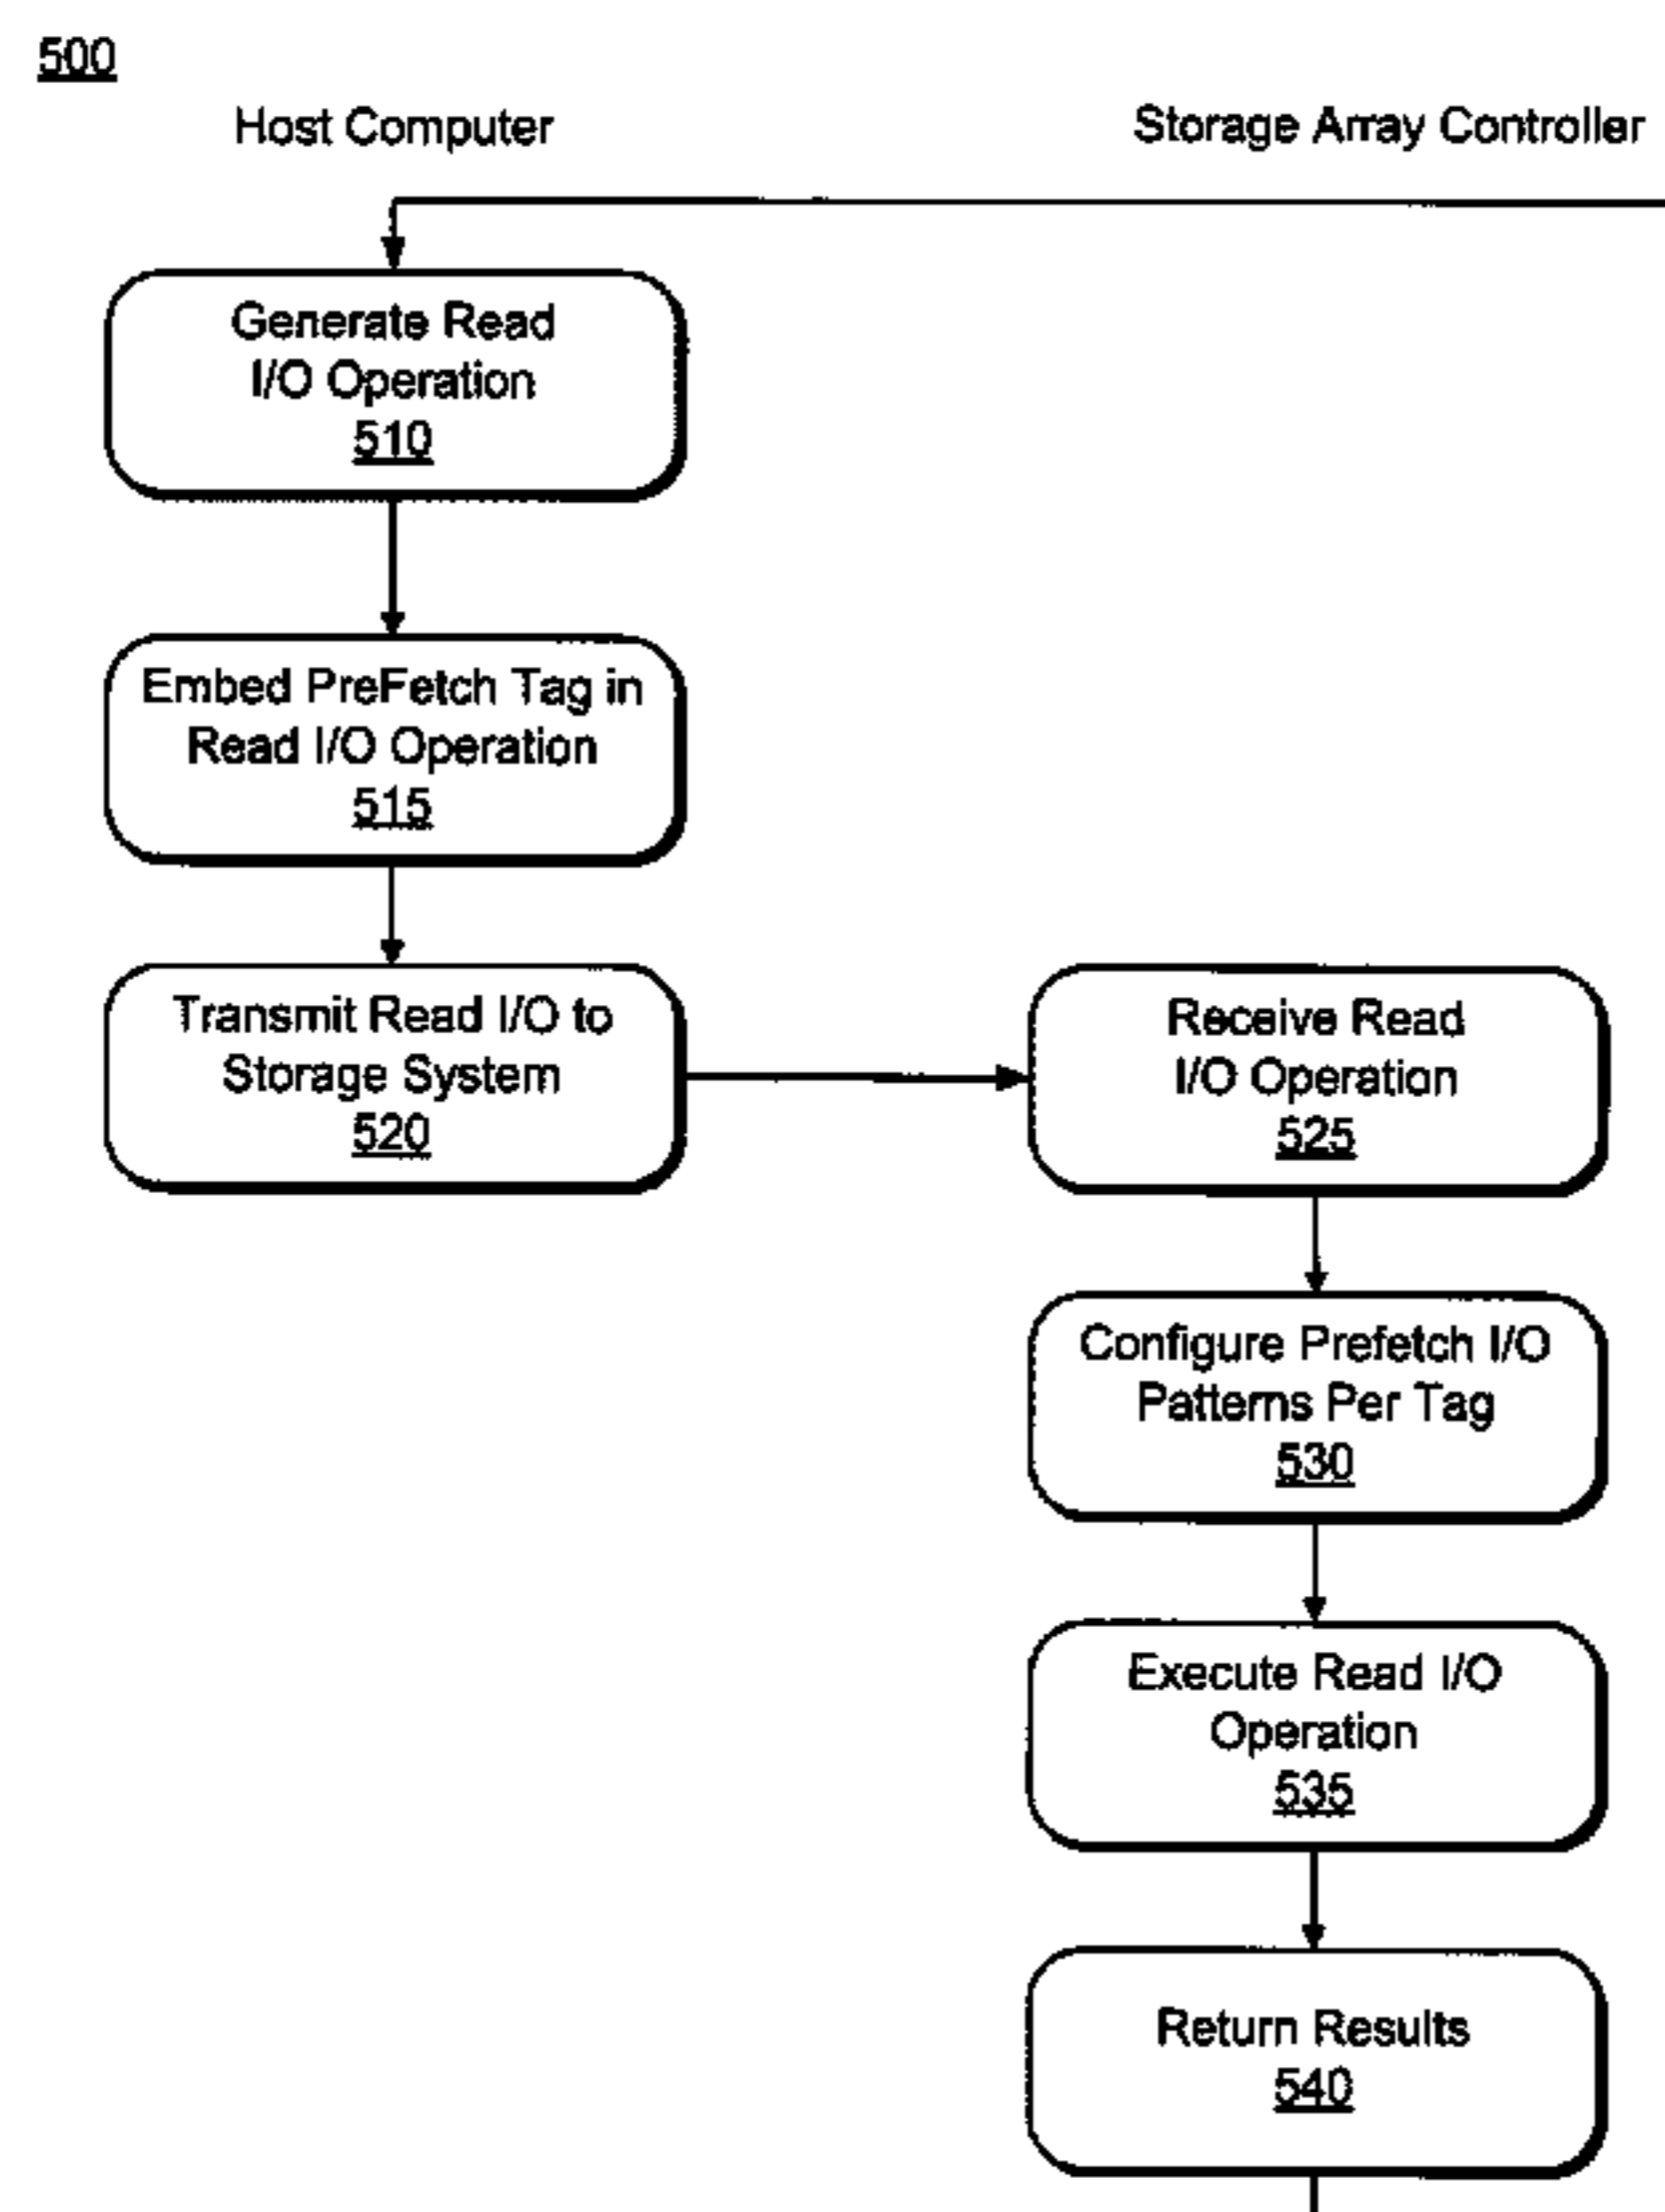 500
Host Computer
Storage Array Controller
Generate Read
I/O Operation
510
Embed PreFetch Tag in
Read I/O Operation
515
Transmit Read I/O to
Storage System
520
Receive Read
I/O Operation
525
Configure Prefetch I/O
Patterns Per Tag
530
Execute Read I/O
Operation
535
Return Results
540